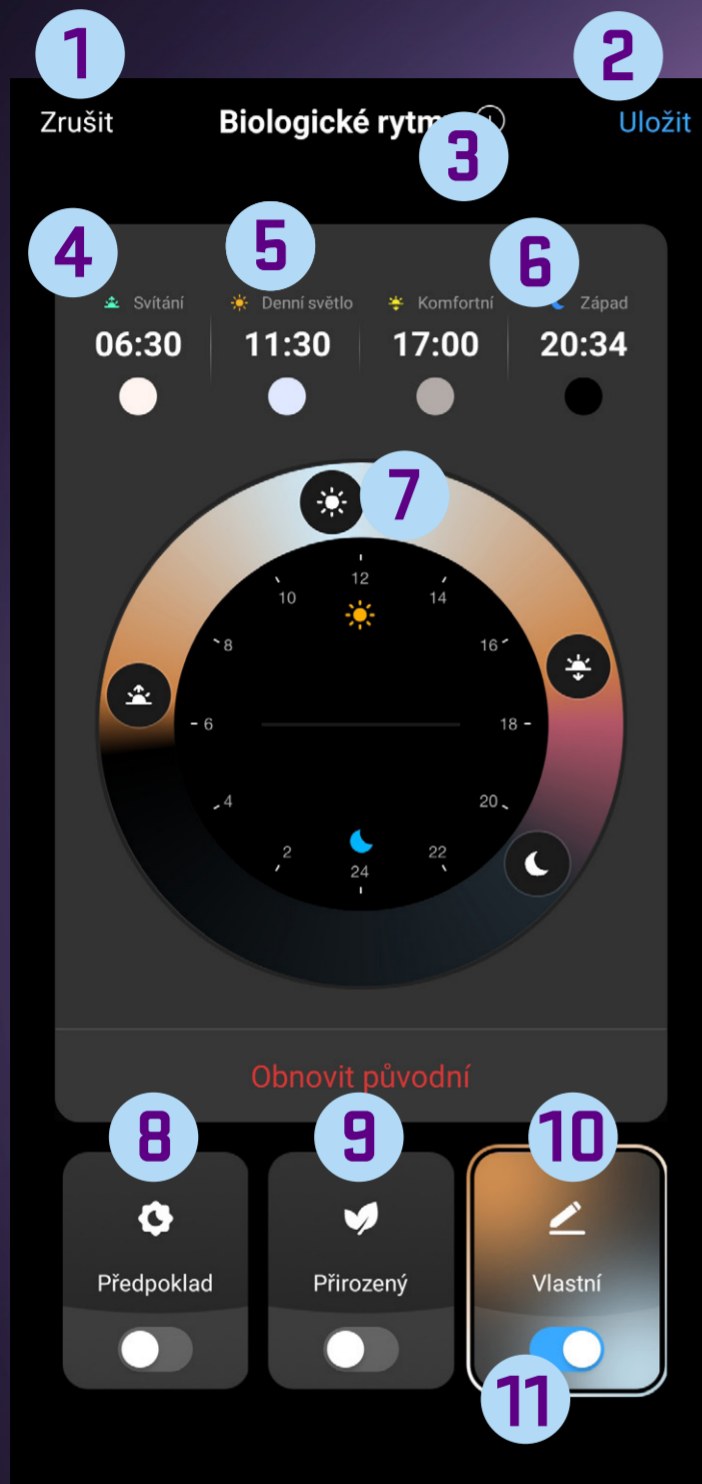 1
2
Zrušit
Biologické
Uložit
3
4
5
6
Svítání
Denní světlo
Komfortní
Západ
06:30
11:30
17:00
20:34
7
12
10
14
8
16
6
18
4
20
2
22
24
Obnovit původní
8
9
10
Předpoklad
Přirozený
Vlastní
11